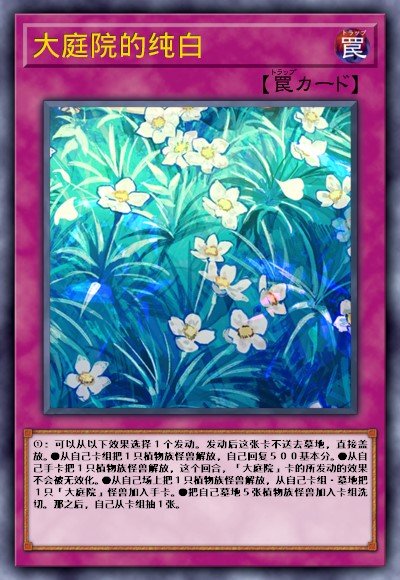 大庭院的纯白
トラップ
罠
トラップ
【罠カード】
①：可以从以下效果选择１个发动。发动后这张卡不送去墓地，直接盖
放。●从自己卡组把１只植物族怪兽解放，自己回复５００基本分。●从自
己手卡把１只植物族怪兽解放，这个回合，「大庭院」卡的所发动的效果
不会被无效化。●从自己场上把１只植物族怪兽解放，从自己卡组·墓地把
１只「大庭院」怪兽加入手卡。●把自己墓地５张植物族怪兽加入卡组洗
切。那之后，自己从卡组抽１张。